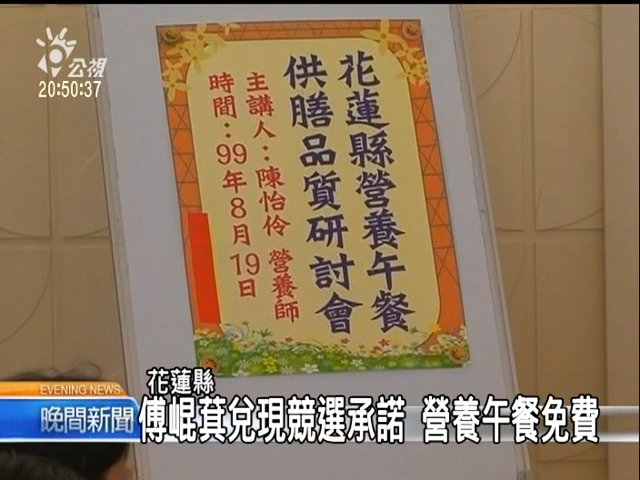 公視
20:50:37
花蓮縣營養午餐
供膳品質研討會
主講人：陳怡伶 營養師
時間：99年8月19日
花蓮縣
EVENING NEWS
晚間新聞
傅崐萁兌現競選承諾 營養午餐免費